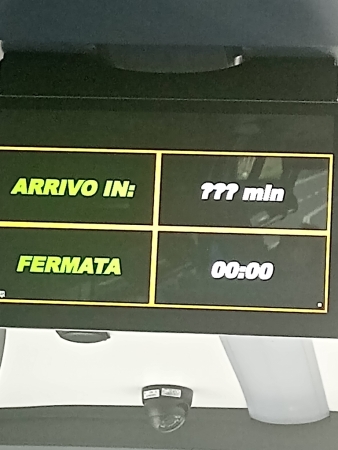 ARRIVO IN: ??? min
FERMATA 00:00